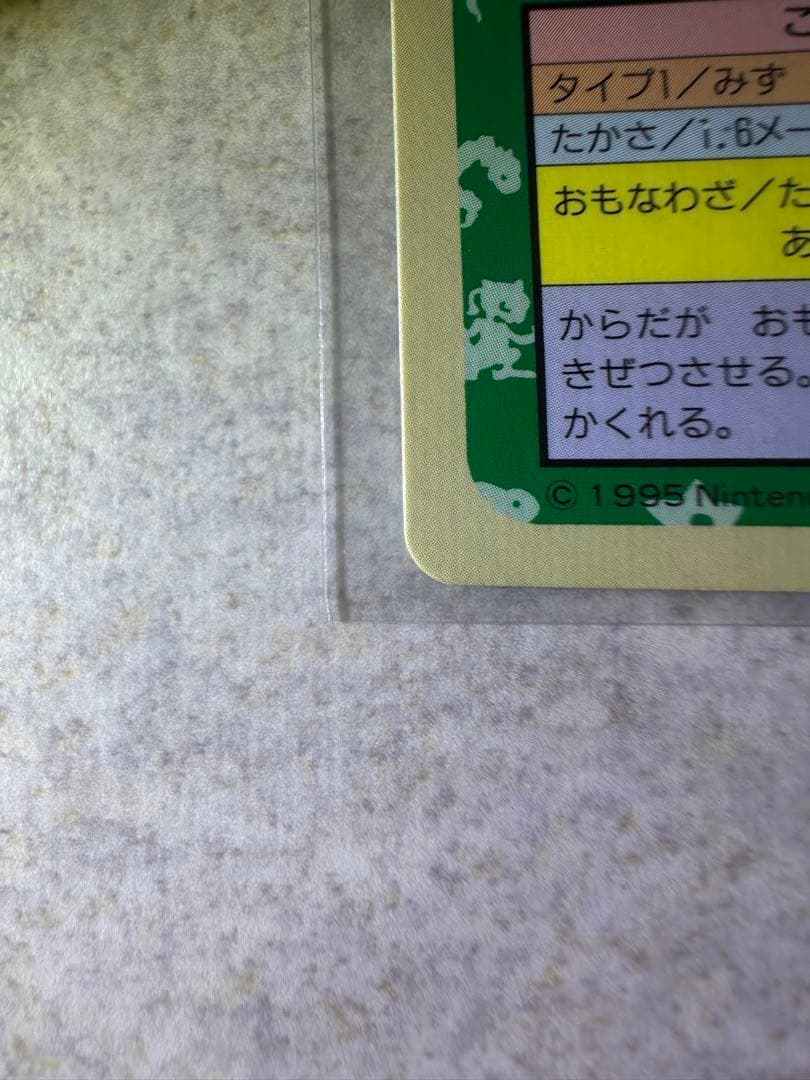 こ
タイプ1／みず
たかさ／1.6メー
おもなわざ／た
あ
からだが　おも
きぜつさせる。
かくれる。
© 1995 Ninten